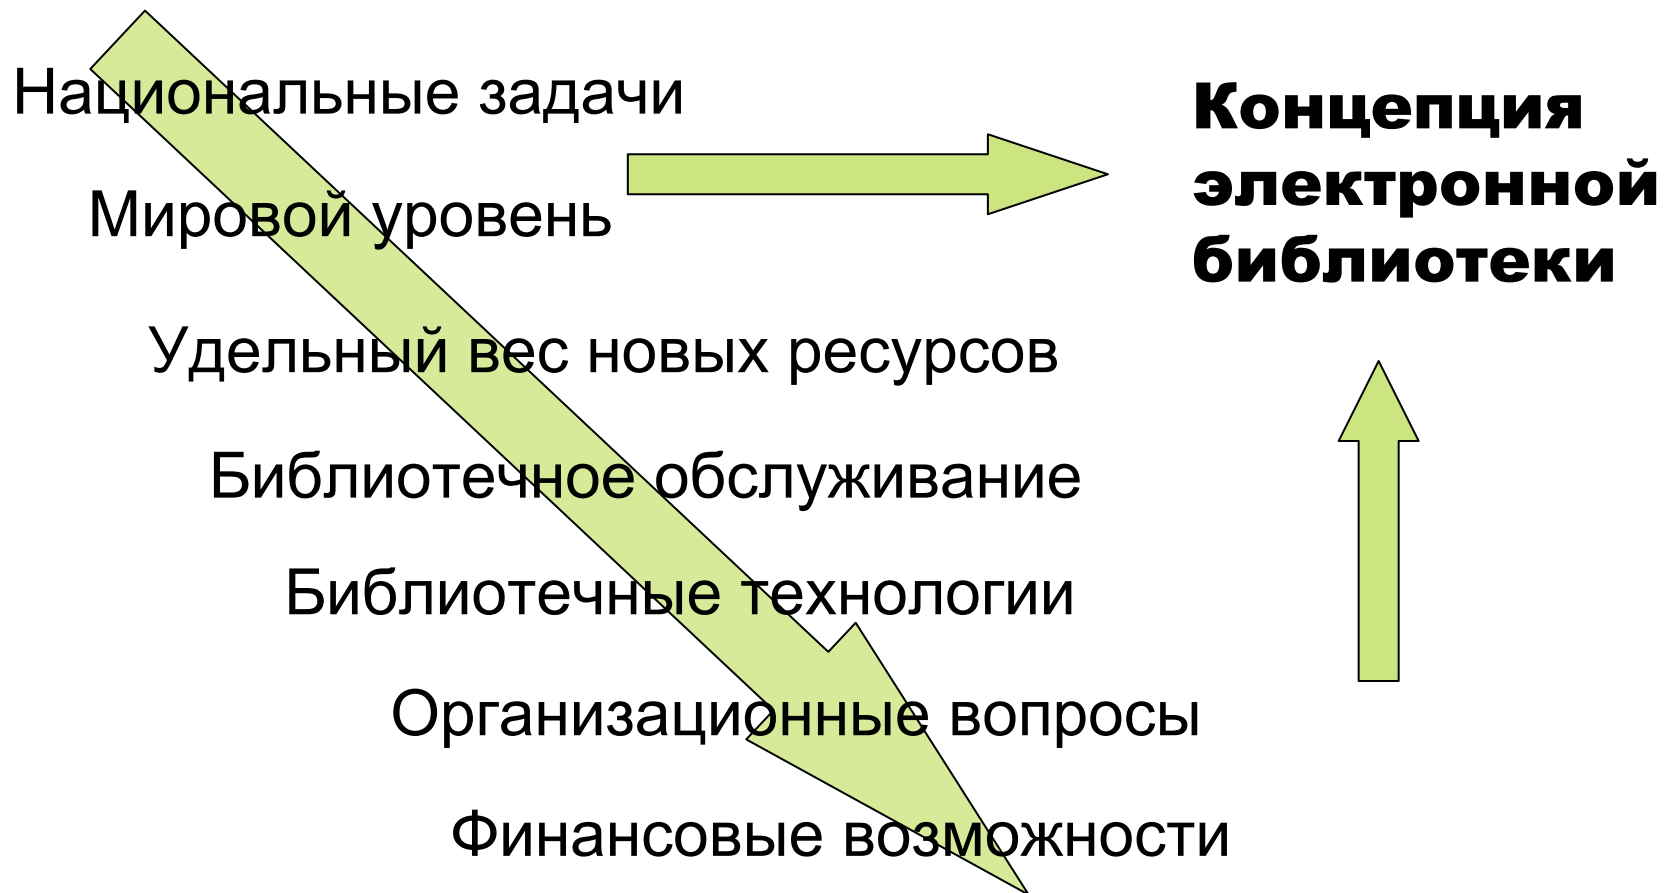 Национальные задачи
Мировой уровень
Удельный вес новых ресурсов
Библиотечное обслуживание
Библиотечные технологии
Организационные вопросы
Финансовые возможности
Концепция
электронной
библиотеки